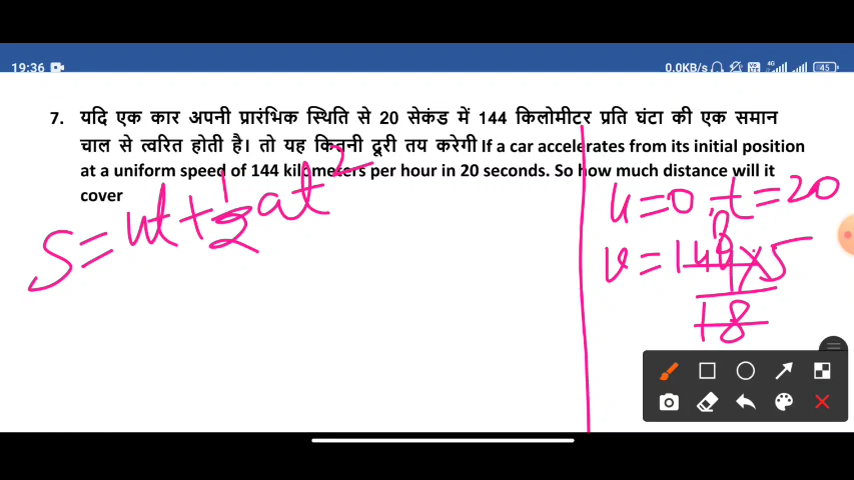 19:36
0.0KB/s 4G 45
7. यदि एक कार अपनी प्रारंभिक स्थिति से 20 सेकंड में 144 किलोमीटर प्रति घंटा की एक समान
चाल से त्वरित होती है। तो यह कितनी दूरी तय करेगी If a car accelerates from its initial position
at a uniform speed of 144 kilometers per hour in 20 seconds. So how much distance will it
cover
S=ut+1/2at²
u=0, t=20
v=144×5
18